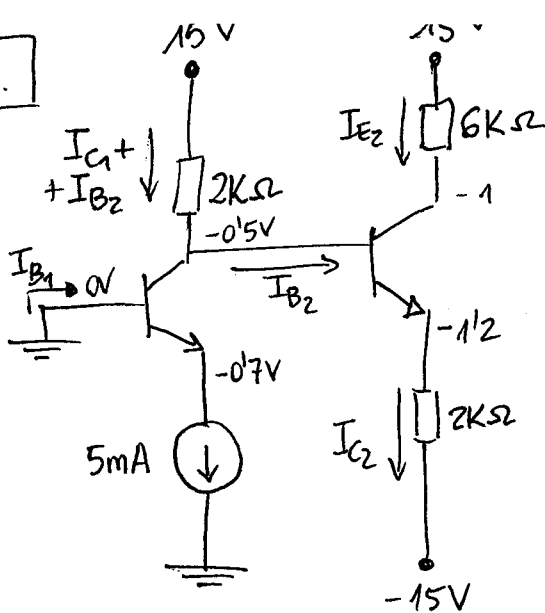 15 V
15 V
I_C1 +
+ I_B2
2KΩ
I_E2
6KΩ
-1
-0'5V
I_B1
0V
I_B2
-1'2
-0'7V
5mA
I_C2
2KΩ
-15V